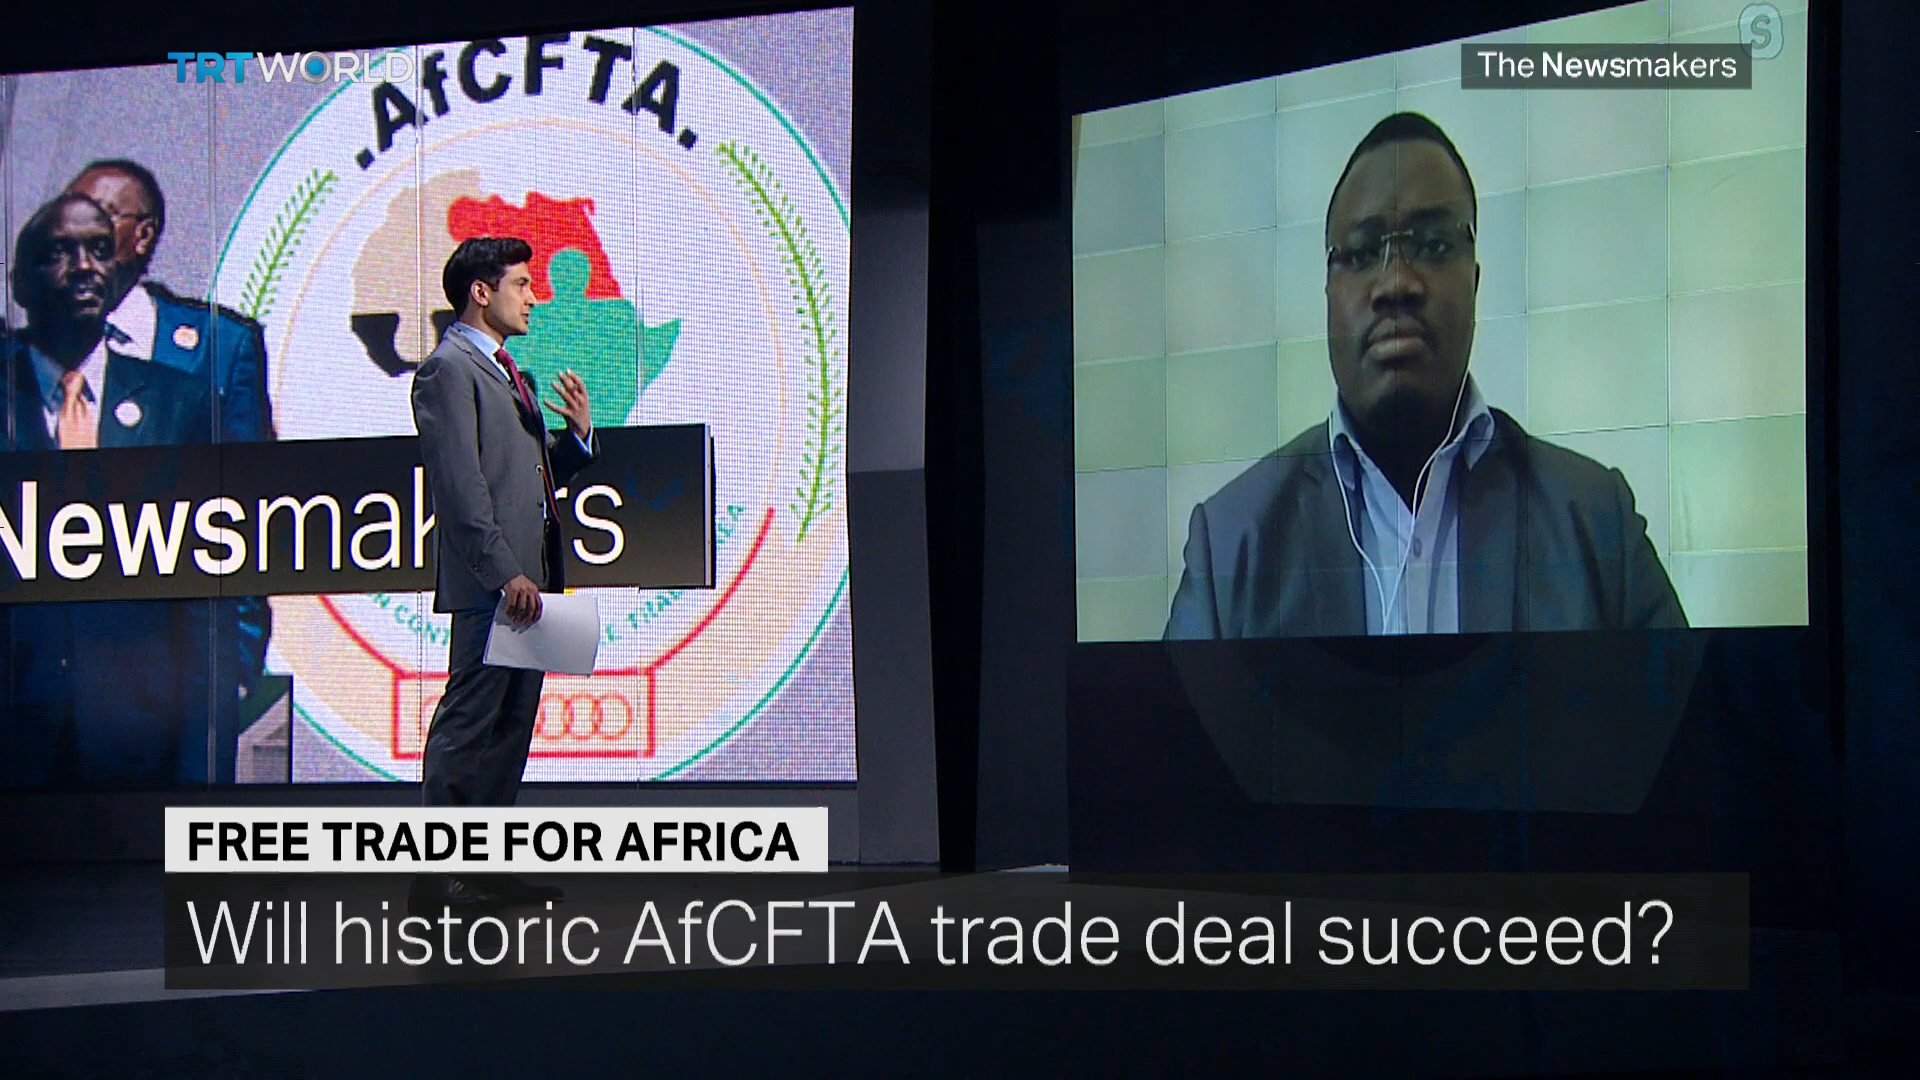 TRT WORLD
The Newsmakers
.AfCFTA.
Newsmak rs
FREE TRADE FOR AFRICA
Will historic AfCFTA trade deal succeed?